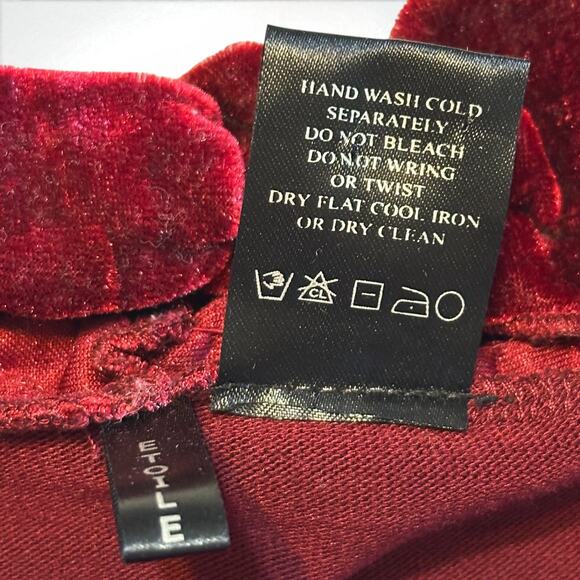 HAND WASH COLD
SEPARATELY
DO NOT BLEACH
DO NOT WRING
OR TWIST
DRY FLAT COOL IRON
OR DRY CLEAN
CL
ETOILE